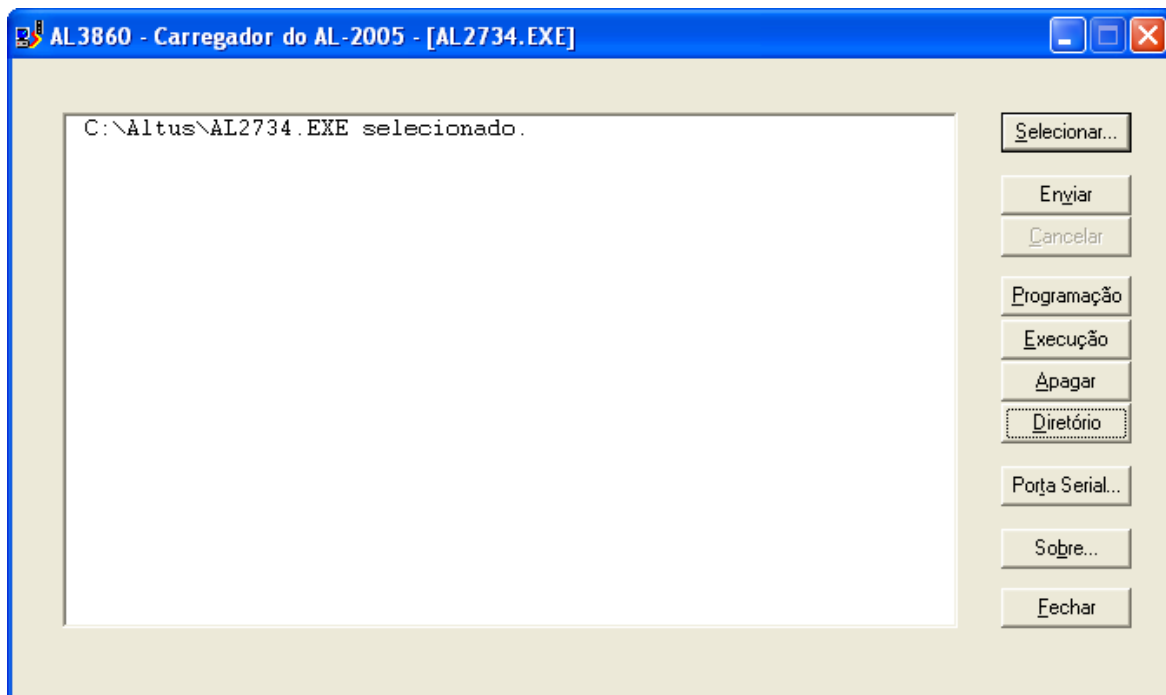 AL3860 - Carregador do AL-2005 - [AL2734.EXE]
C:\Altus\AL2734.EXE selecionado.
Selecionar...
Enviar
Cancelar
Programação
Execução
Apagar
Diretório
Porta Serial...
Sobre...
Fechar